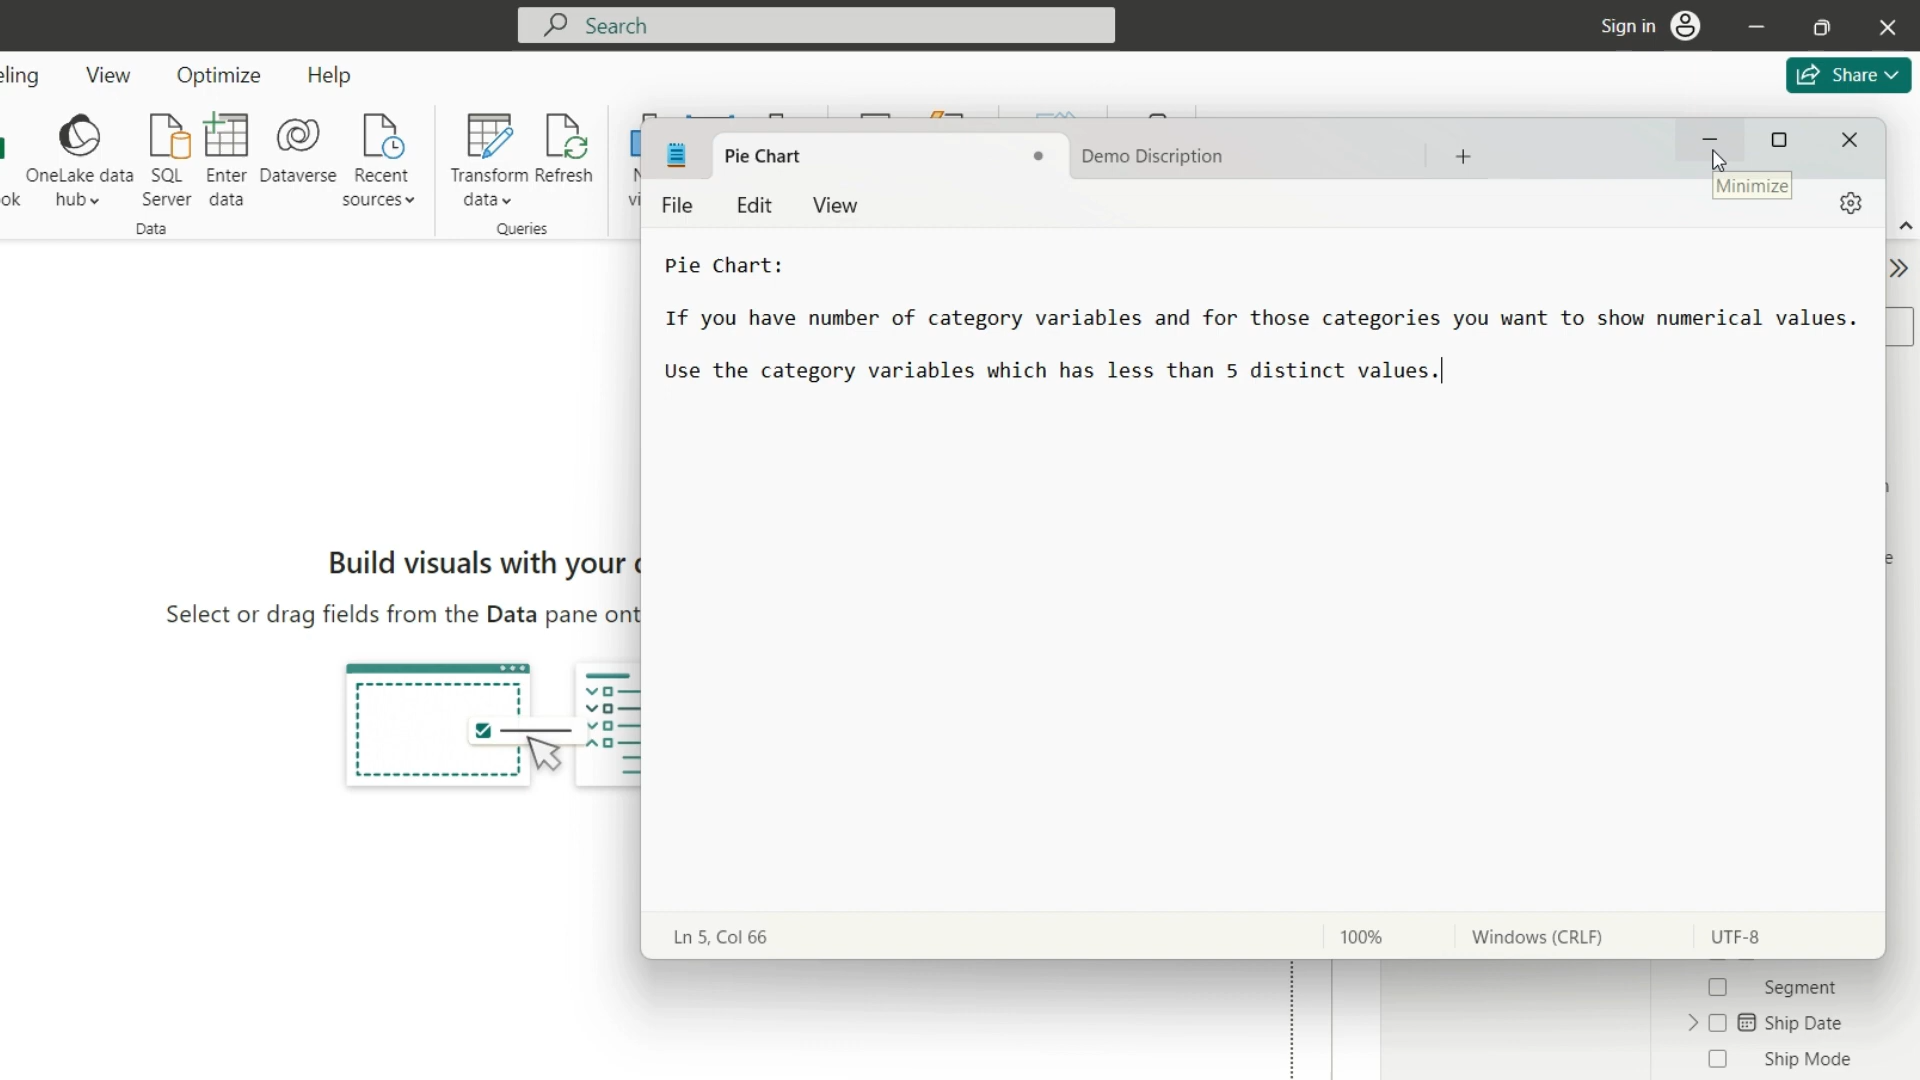 Search
Sign in
eling View Optimize Help
Share
OneLake data hub
SQL Server
Enter data
Dataverse
Recent sources
Transform data
Refresh
ok
Data
Queries
Pie Chart
Demo Discription
Minimize
File Edit View
Pie Chart:
If you have number of category variables and for those categories you want to show numerical values.
Use the category variables which has less than 5 distinct values.
Build visuals with your
Select or drag fields from the Data pane ont
Ln 5, Col 66
100%
Windows (CRLF)
UTF-8
Segment
Ship Date
Ship Mode